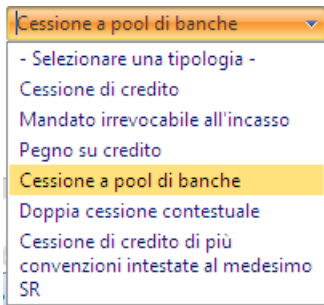 Cessione a pool di banche
- Selezionare una tipologia -
Cessione di credito
Mandato irrevocabile all'incasso
Pegno su credito
Cessione a pool di banche
Doppia cessione contestuale
Cessione di credito di più
convenzioni intestate al medesimo
SR